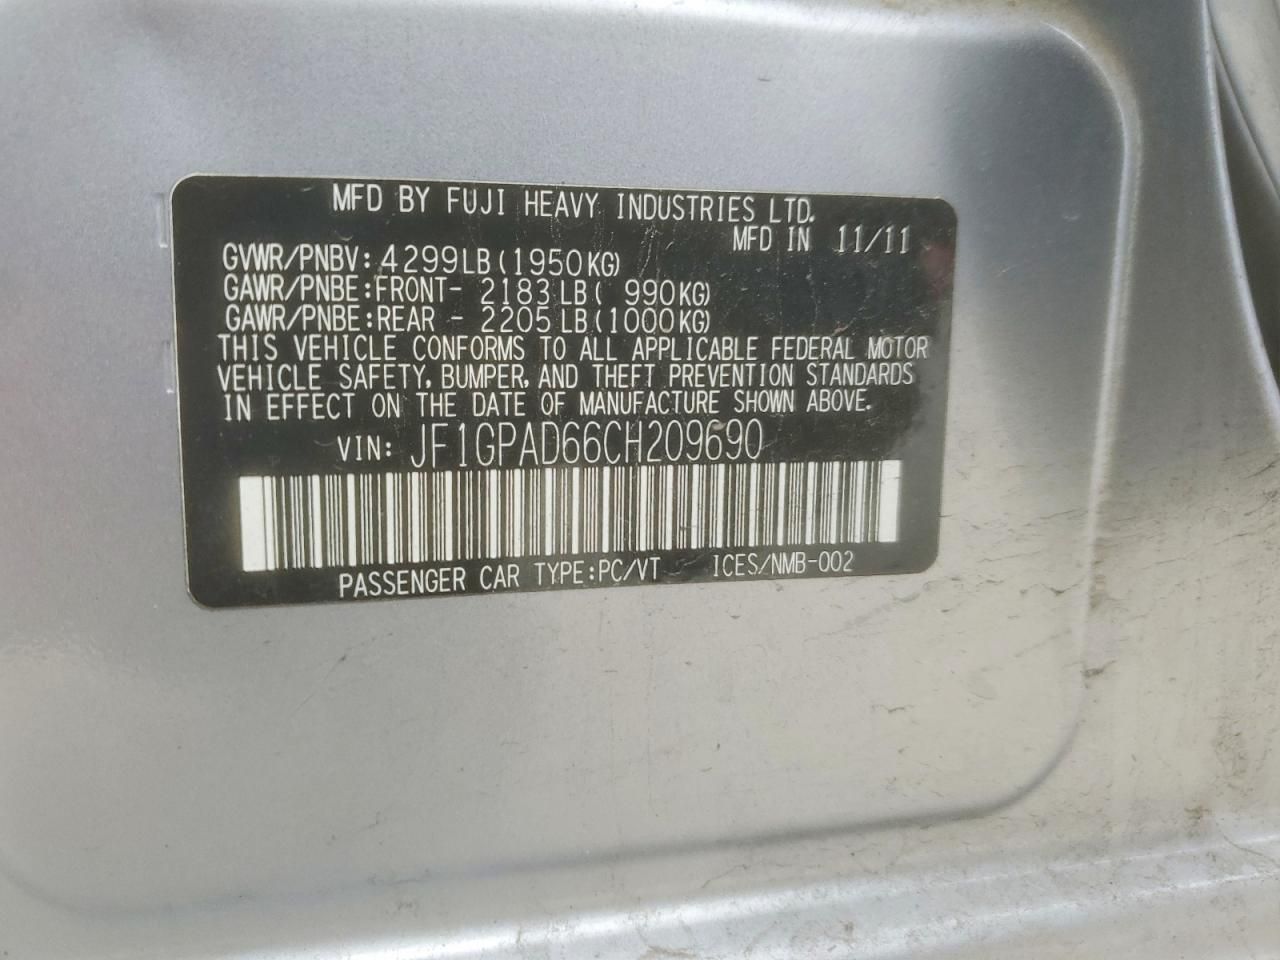 MFD BY FUJI HEAVY INDUSTRIES LTD.
MFD IN 11/11
GVWR/PNBV: 4299LB(1950KG)
GAWR/PNBE:FRONT- 2183LB( 990KG)
GAWR/PNBE:REAR - 2205LB(1000KG)
THIS VEHICLE CONFORMS TO ALL APPLICABLE FEDERAL MOTOR
VEHICLE SAFETY, BUMPER, AND THEFT PREVENTION STANDARDS
IN EFFECT ON THE DATE OF MANUFACTURE SHOWN ABOVE.
VIN: JF1GPAD66CH209690
PASSENGER CAR TYPE:PC/VT ICES/NMB-002